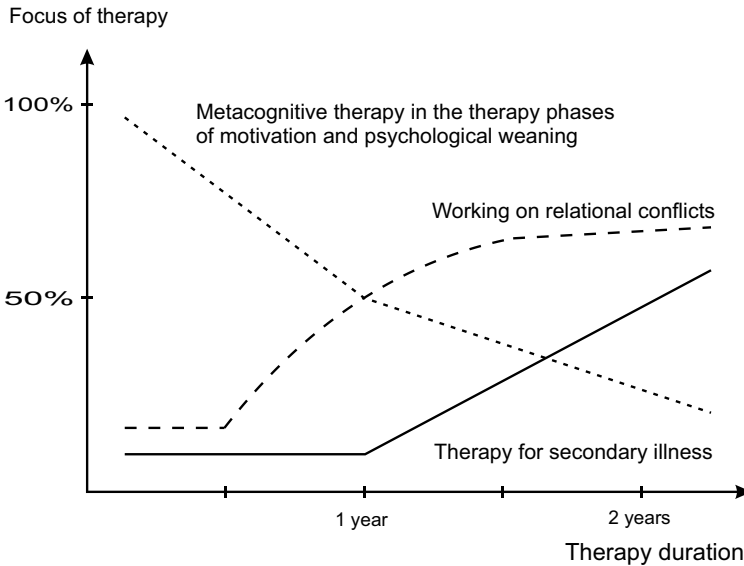 Focus of therapy
100%
Metacognitive therapy in the therapy phases
of motivation and psychological weaning
Working on relational conflicts
50%
Therapy for secondary illness
1 year
2 years
Therapy duration